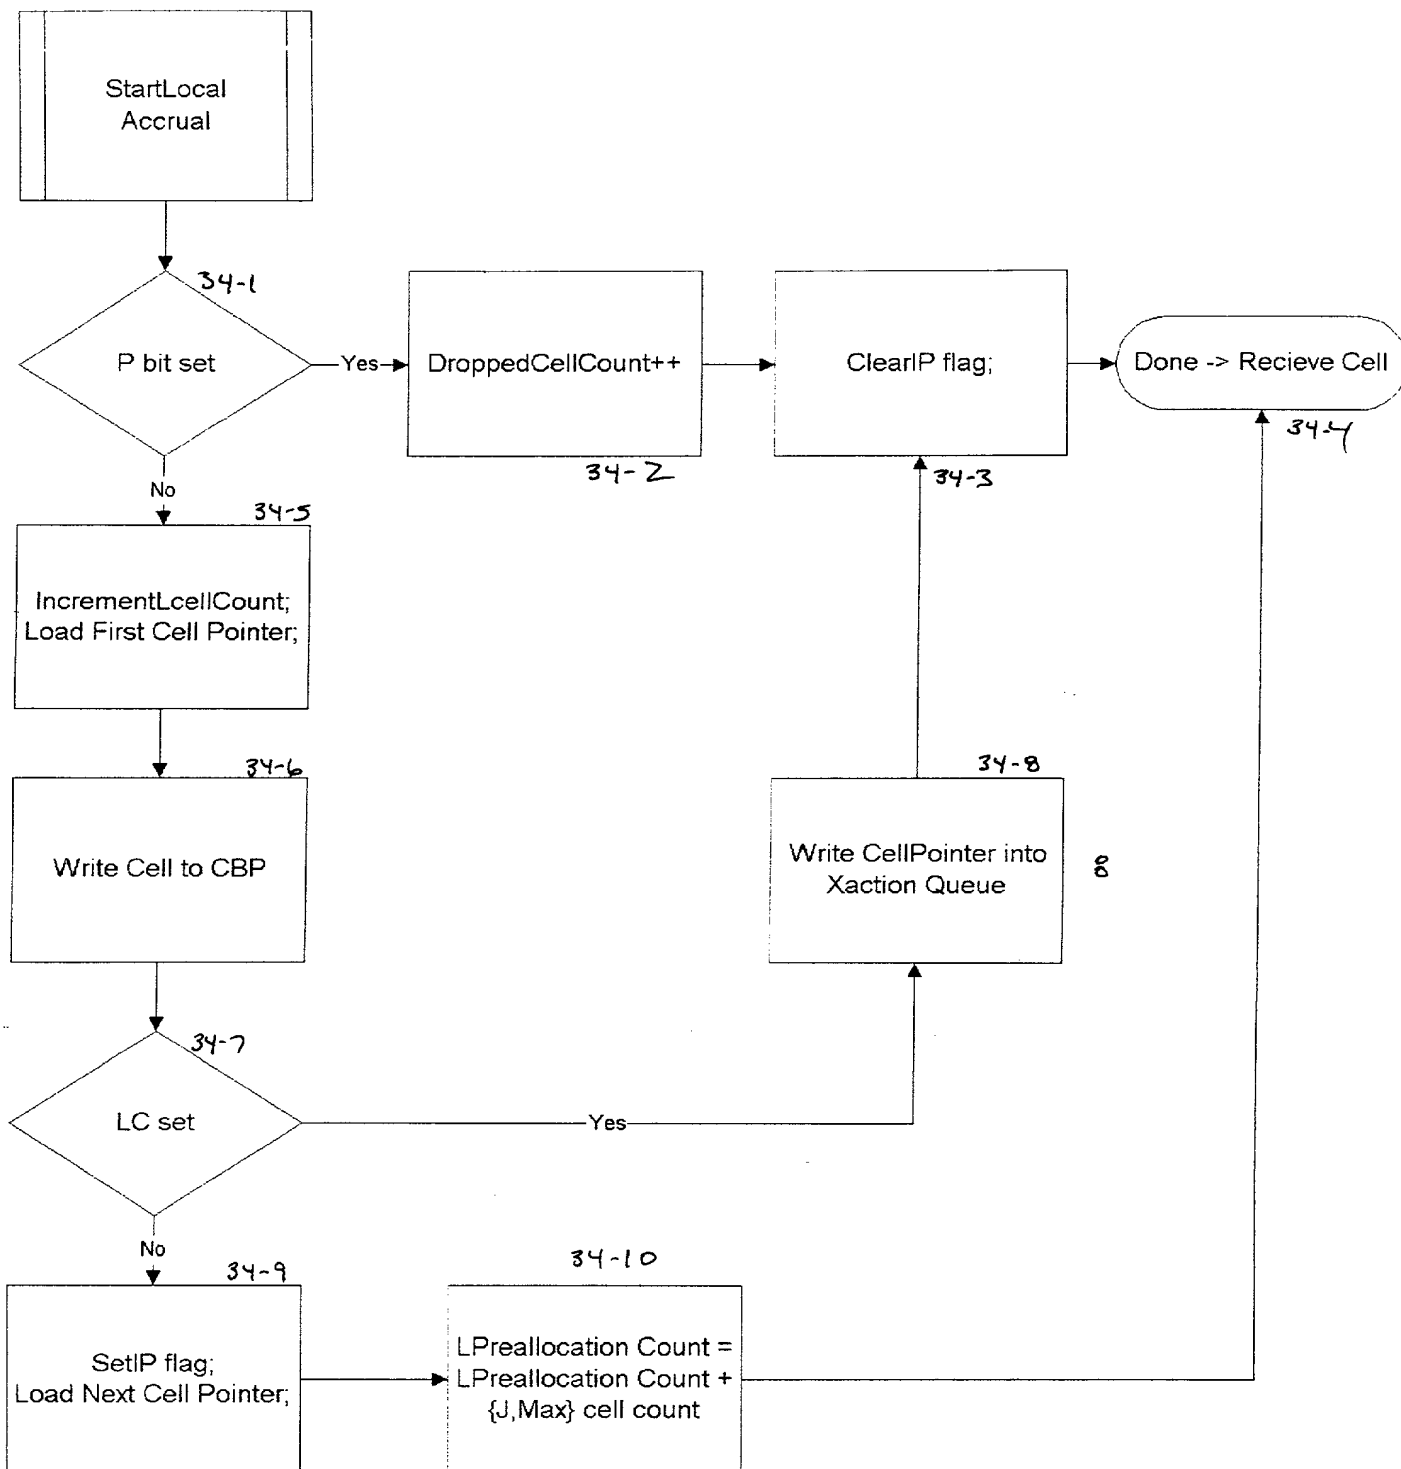 StartLocal
Accrual
34-1
P bit set
Yes
DroppedCellCount++
34-2
ClearIP flag;
34-3
Done -> Recieve Cell
34-4
No
34-5
IncrementLcellCount;
Load First Cell Pointer;
34-6
Write Cell to CBP
34-7
LC set
Yes
34-8
Write CellPointer into
Xaction Queue
8
No
34-9
SetIP flag;
Load Next Cell Pointer;
34-10
LPreallocation Count =
LPreallocation Count +
{J,Max} cell count